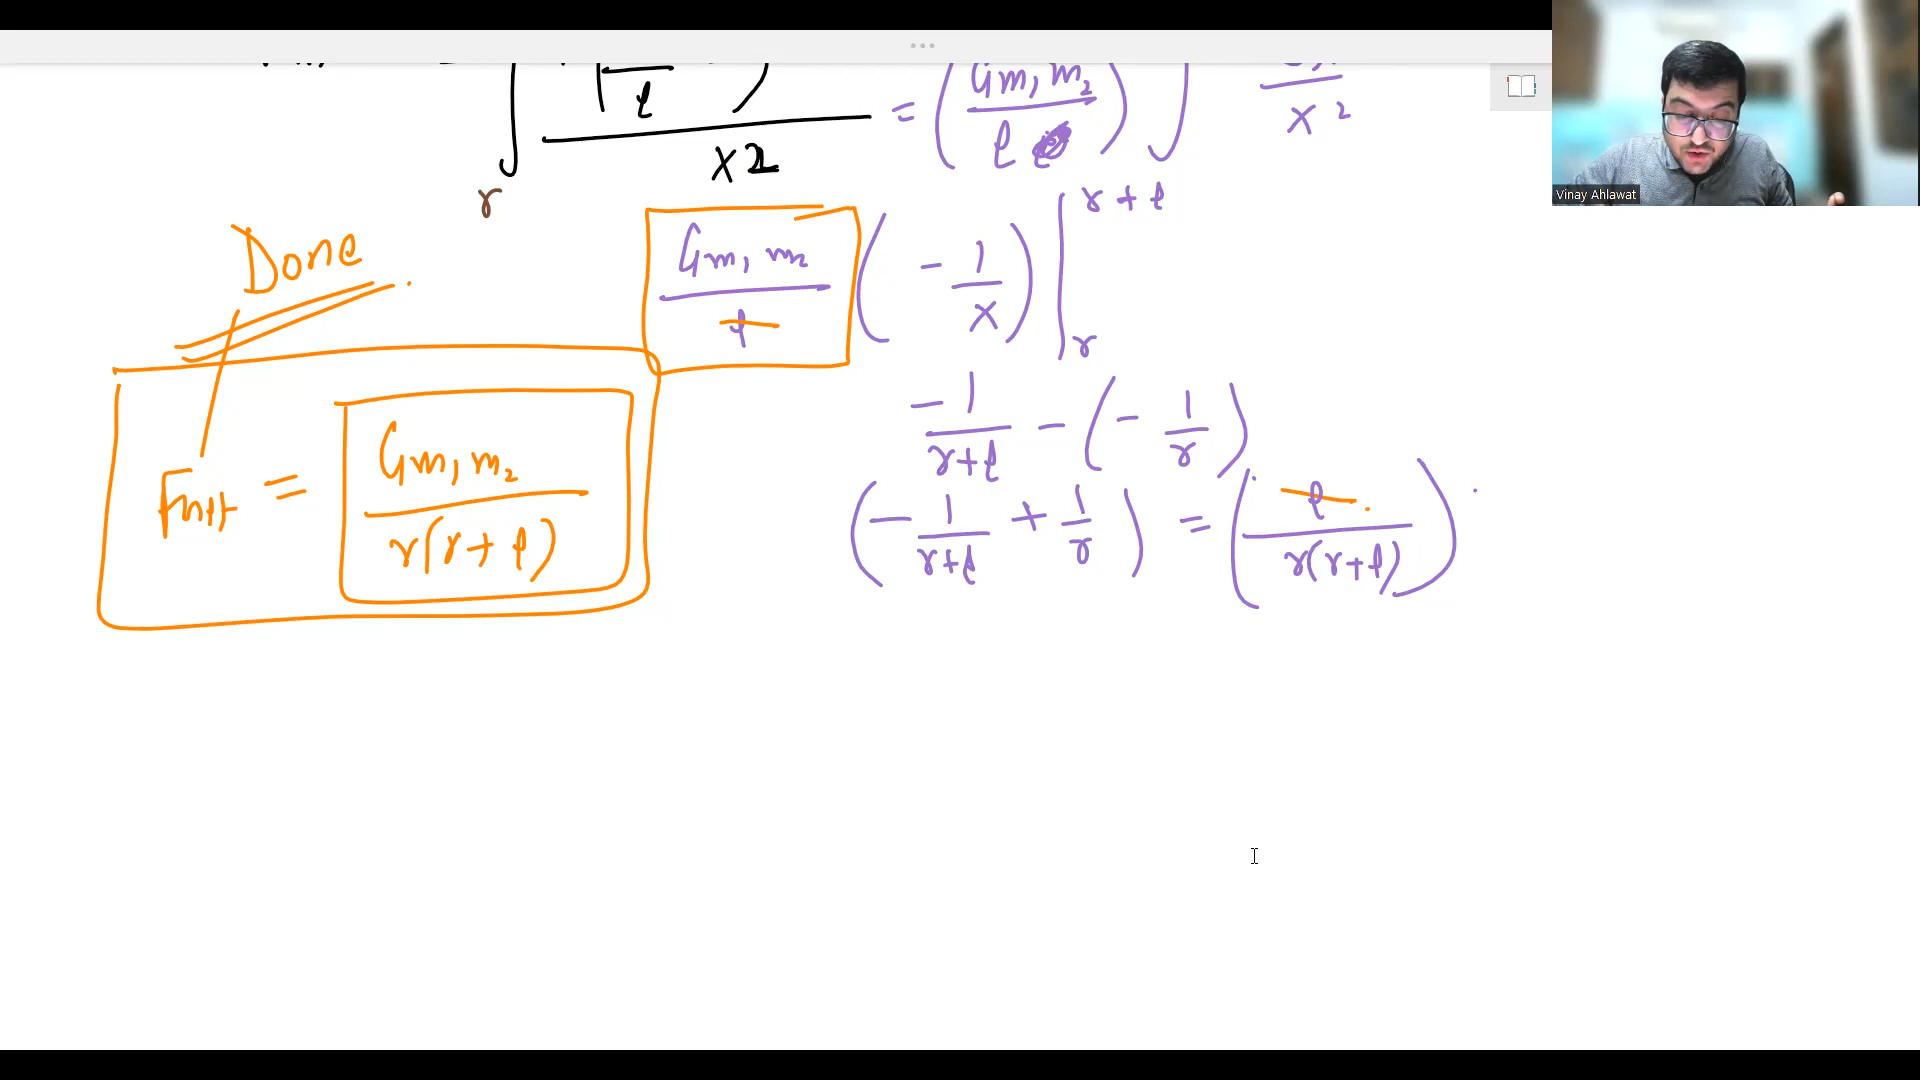 ℓ = (Gm₁m₂ / ℓ) ∫ / x²
x2
r
Done
Gm₁m₂ / ℓ (-1/x) | r+ℓ
r
-1/r+ℓ - (-1/r)
(-1/r+ℓ + 1/r) = (ℓ / r(r+ℓ))
Fnet = Gm₁m₂ / r(r+ℓ)
Vinay Ahlawat